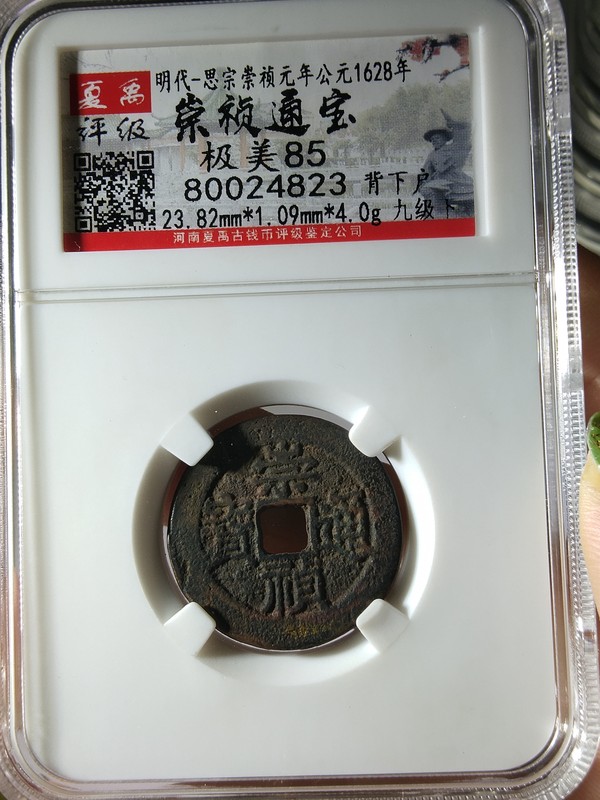 夏禹
评级
明代-思宗崇祯元年公元1628年
崇祯通宝
极美85
80024823 背下户
23.82mm*1.09mm*4.0g 九级下
河南夏禹古钱币评级鉴定公司
崇
禎
通
寶